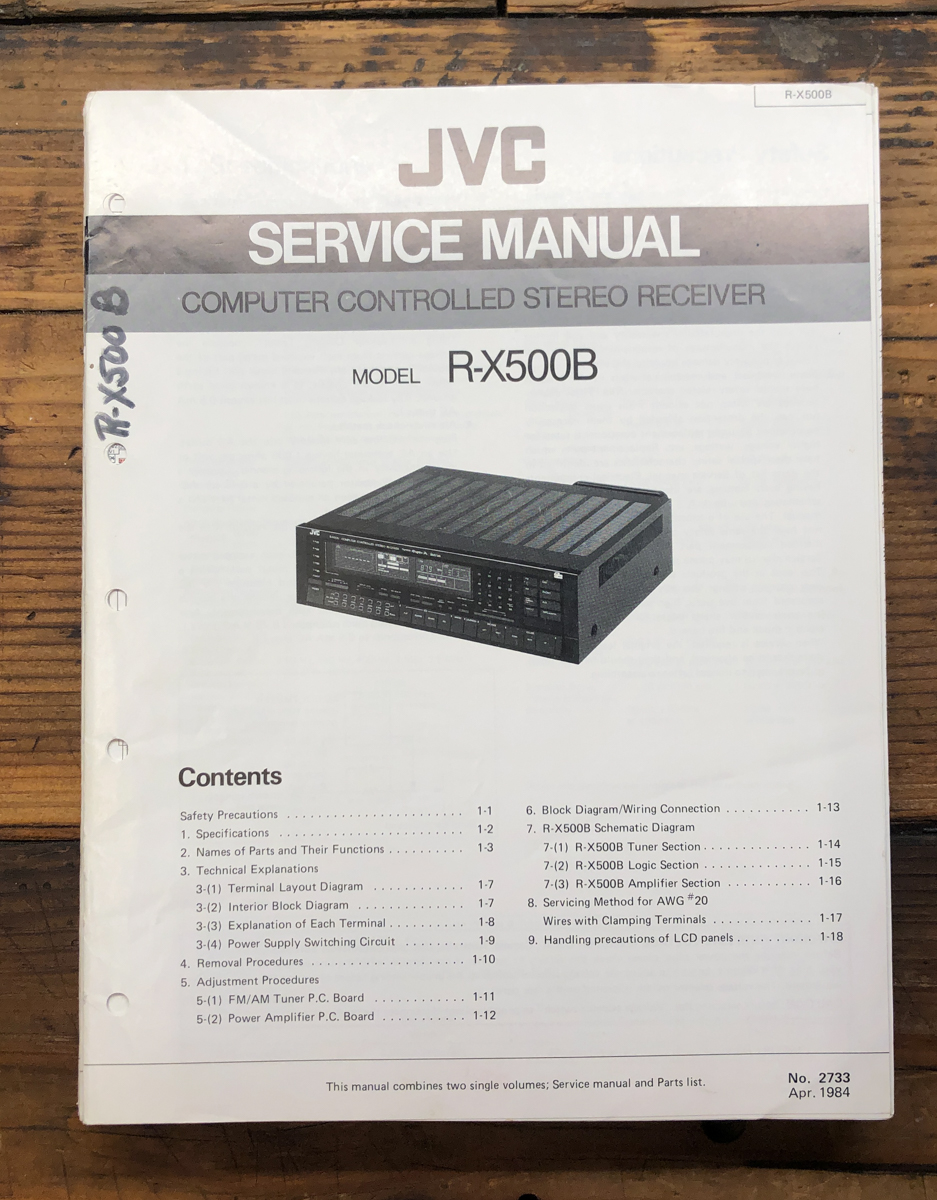 R-X500B
JVC
SERVICE MANUAL
COMPUTER CONTROLLED STEREO RECEIVER
R-X500 B
MODEL R-X500B
JVC
Contents
Safety Precautions . . . . . . . . . . . . . . . . . . . . . . . 1-1
1. Specifications . . . . . . . . . . . . . . . . . . . . . . . . 1-2
2. Names of Parts and Their Functions . . . . . . . . . . 1-3
3. Technical Explanations
3-(1) Terminal Layout Diagram . . . . . . . . . . . . 1-7
3-(2) Interior Block Diagram . . . . . . . . . . . . . . 1-7
3-(3) Explanation of Each Terminal . . . . . . . . . . 1-8
3-(4) Power Supply Switching Circuit . . . . . . . . 1-9
4. Removal Procedures . . . . . . . . . . . . . . . . . . . . 1-10
5. Adjustment Procedures
5-(1) FM/AM Tuner P.C. Board . . . . . . . . . . . . 1-11
5-(2) Power Amplifier P.C. Board . . . . . . . . . . . 1-12
6. Block Diagram/Wiring Connection . . . . . . . . . . . 1-13
7. R-X500B Schematic Diagram
7-(1) R-X500B Tuner Section . . . . . . . . . . . . . . 1-14
7-(2) R-X500B Logic Section . . . . . . . . . . . . . . 1-15
7-(3) R-X500B Amplifier Section . . . . . . . . . . . 1-16
8. Servicing Method for AWG #20
Wires with Clamping Terminals . . . . . . . . . . . . . 1-17
9. Handling precautions of LCD panels . . . . . . . . . . 1-18
This manual combines two single volumes; Service manual and Parts list.
No. 2733
Apr. 1984